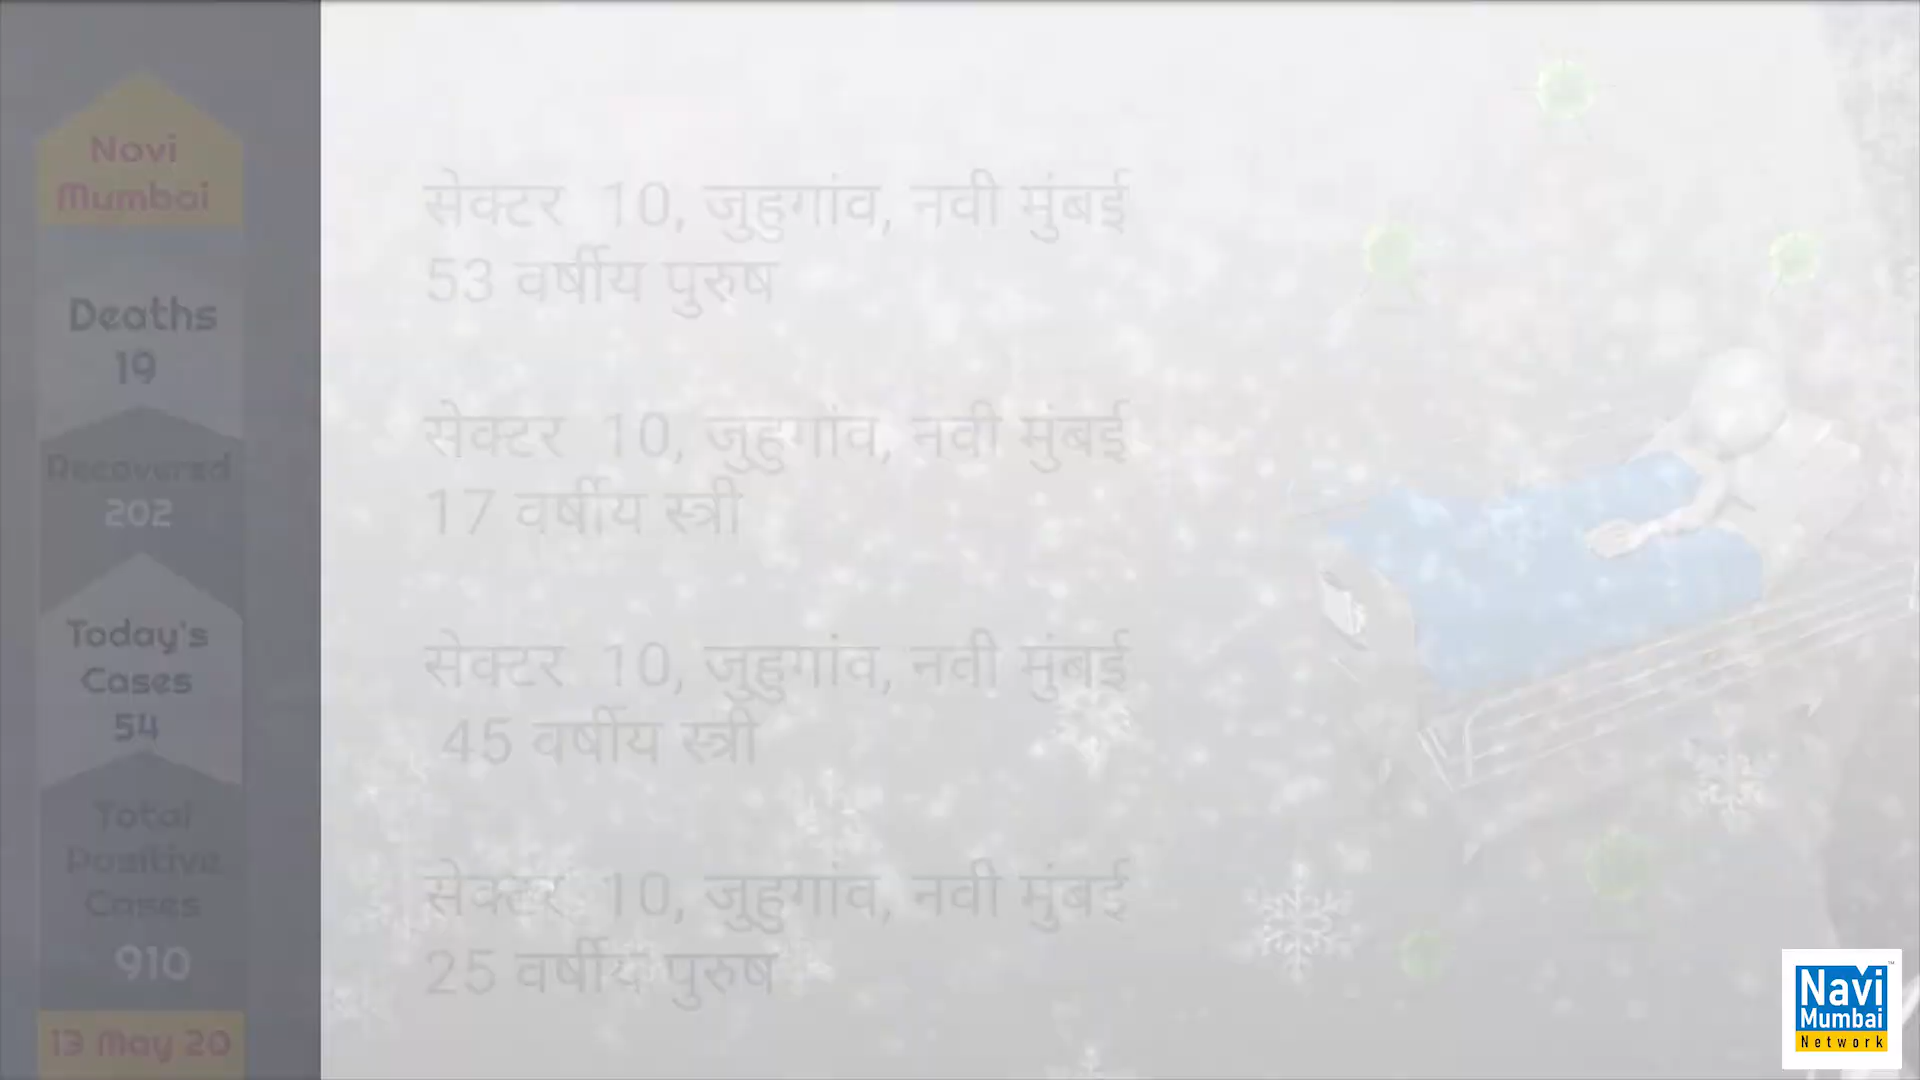 Navi
Mumbai
Deaths
19
Recovered
202
Today's
Cases
54
Total
Positive
Cases
910
13 May 20
सेक्टर 10, जुहुगांव, नवी मुंबई
53 वर्षीय पुरुष
सेक्टर 10, जुहुगांव, नवी मुंबई
17 वर्षीय स्त्री
सेक्टर 10, जुहुगांव, नवी मुंबई
45 वर्षीय स्त्री
सेक्टर 10, जुहुगांव, नवी मुंबई
25 वर्षीय पुरुष
Navi
Mumbai
Network